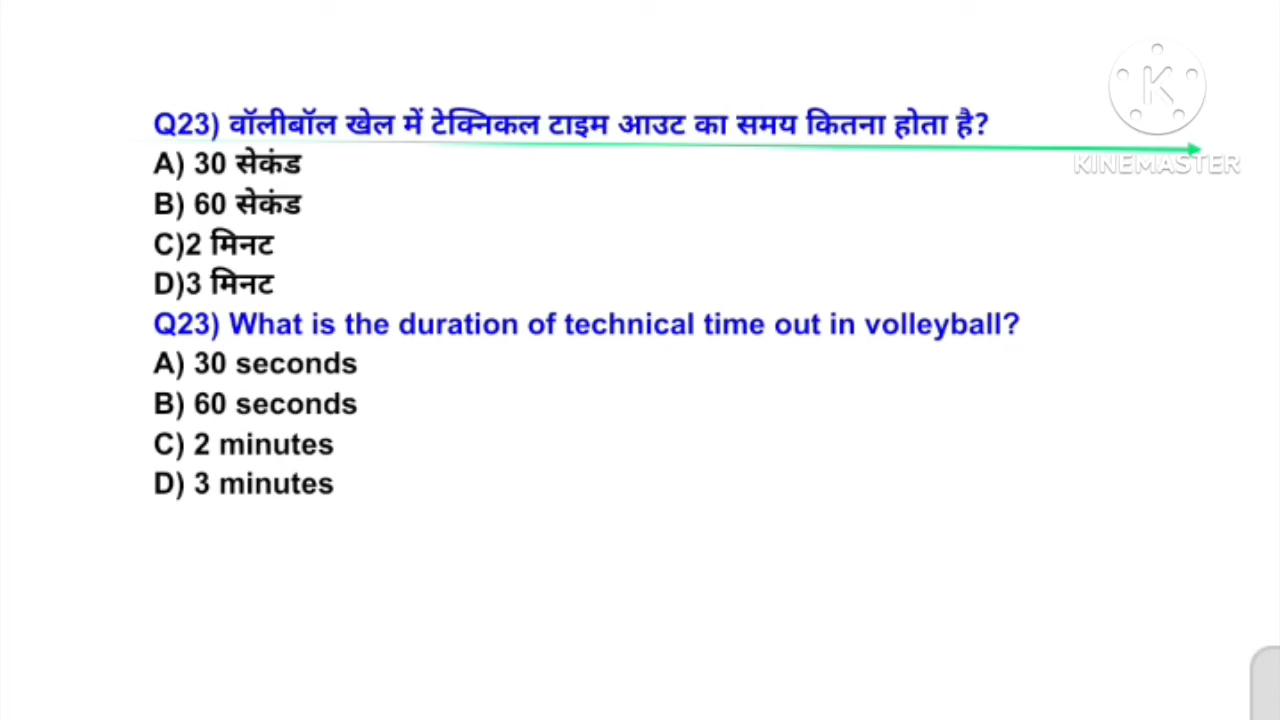 Q23) वॉलीबॉल खेल में टेक्निकल टाइम आउट का समय कितना होता है?
A) 30 सेकंड
B) 60 सेकंड
C)2 मिनट
D)3 मिनट
Q23) What is the duration of technical time out in volleyball?
A) 30 seconds
B) 60 seconds
C) 2 minutes
D) 3 minutes
K
KINEMASTER